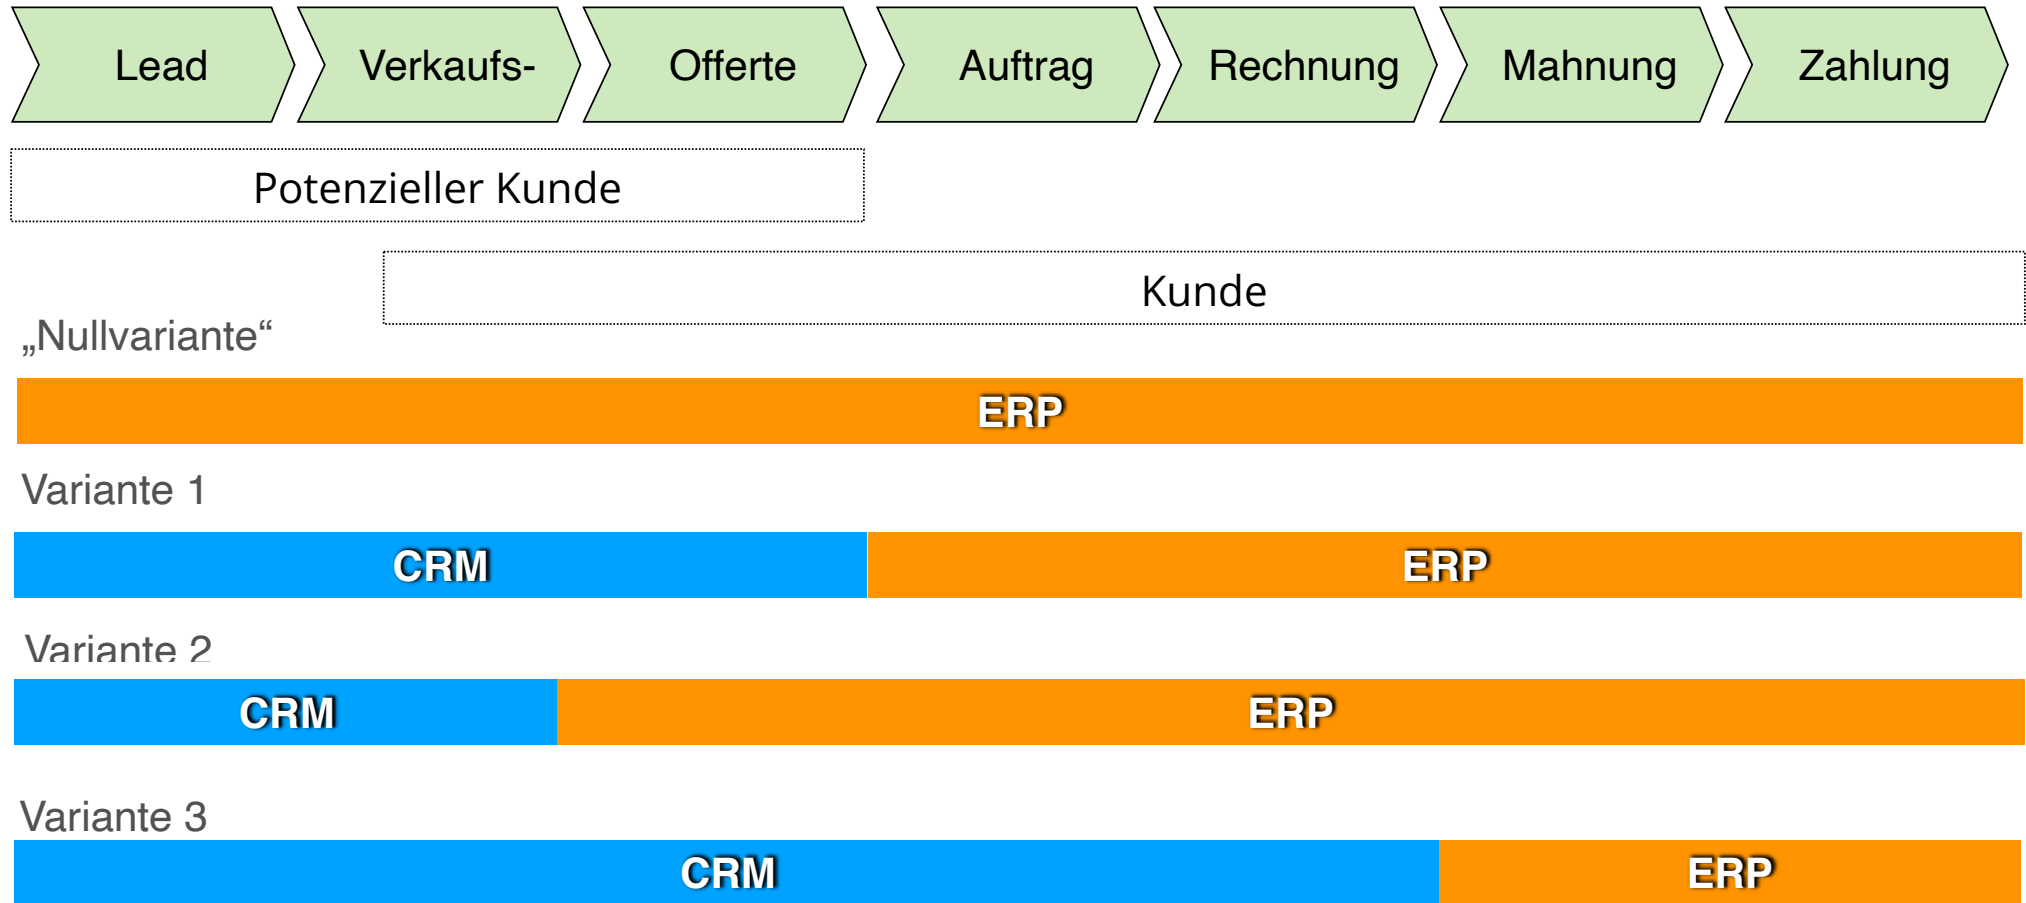 Lead Verkaufs- Offerte Auftrag Rechnung Mahnung Zahlung
Potenzieller Kunde
Kunde
„Nullvariante“
ERP
Variante 1
CRM ERP
Variante 2
CRM ERP
Variante 3
CRM ERP